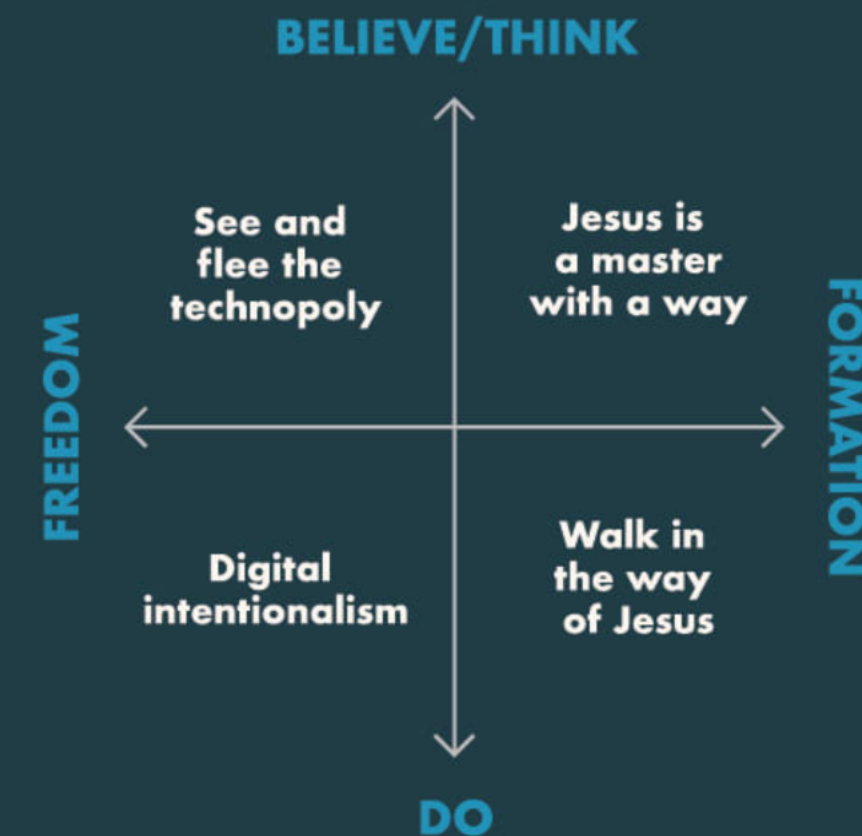 BELIEVE/THINK
See and
flee the
technopoly
Jesus is
a master
with a way
FREEDOM
FORMATION
Digital
intentionalism
Walk in
the way
of Jesus
DO